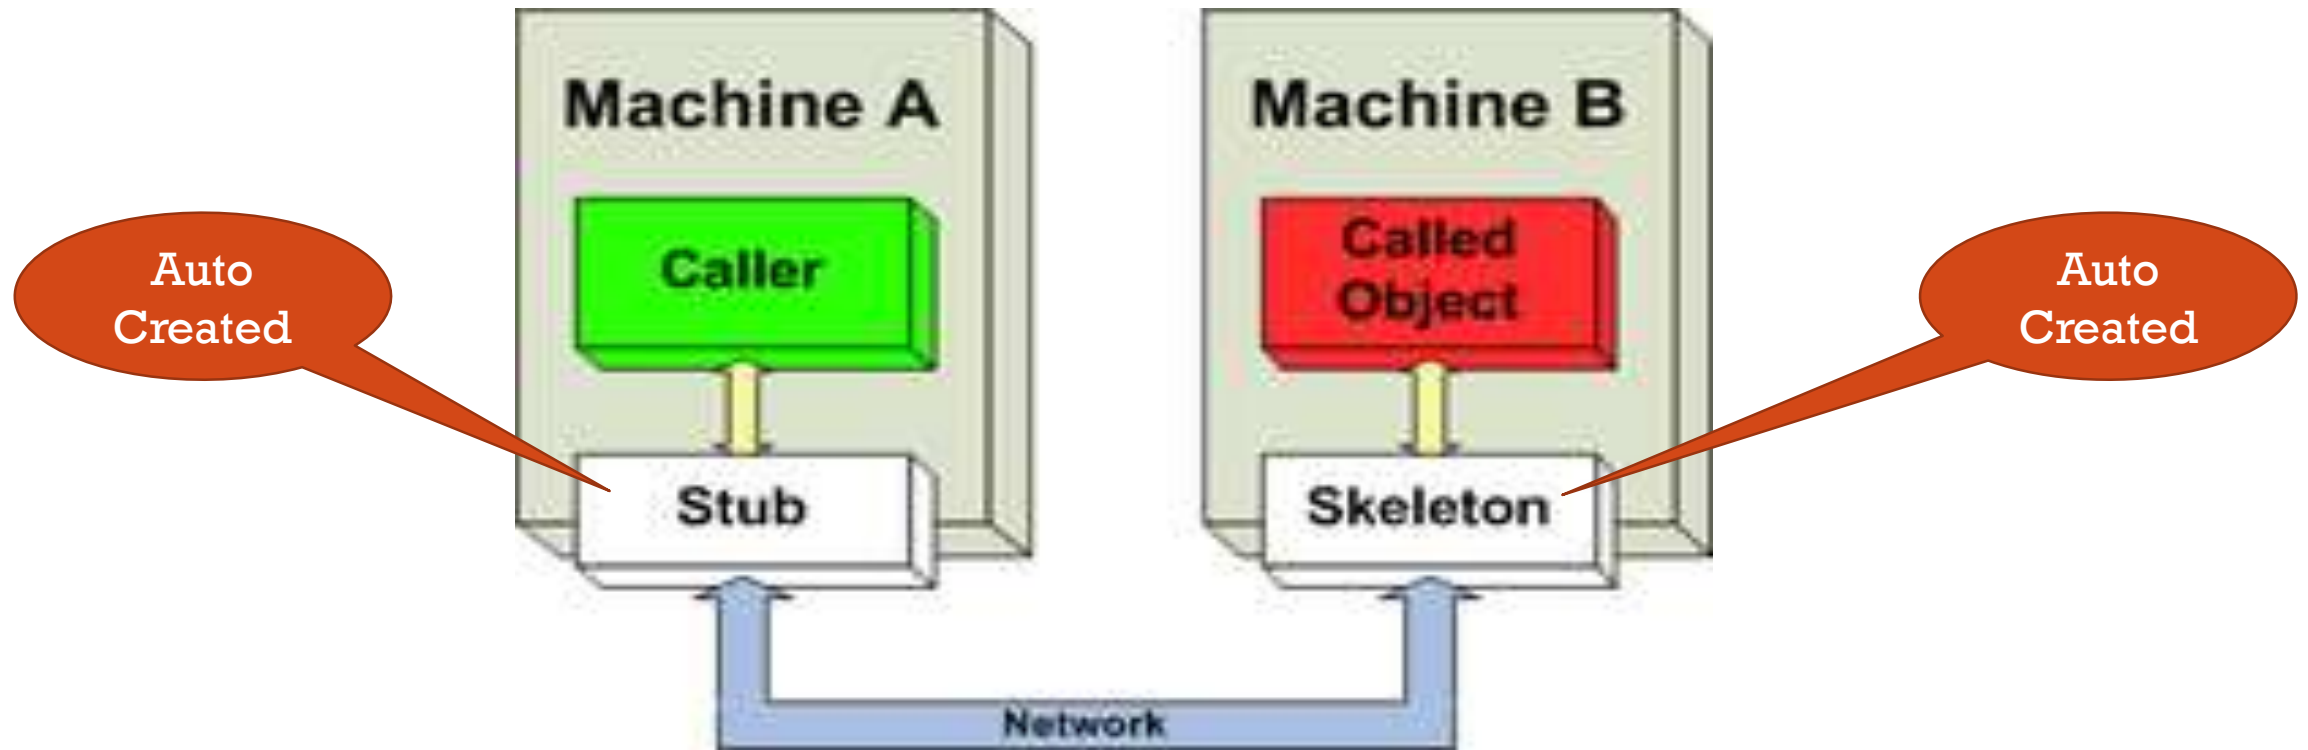 Machine A
Machine B
Auto
Created
Caller
Called
Object
Auto
Created
Stub
Skeleton
Network